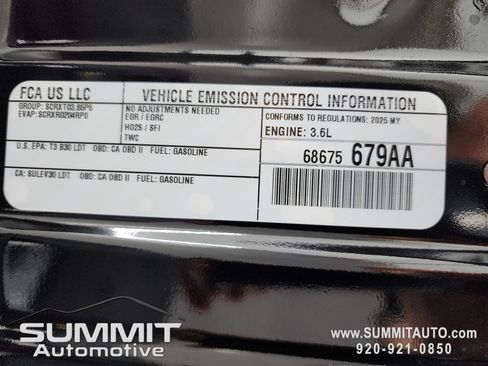 FCA US LLC
VEHICLE EMISSION CONTROL INFORMATION
GROUP: SCRXT03.65P5
EVAP: SCRXR0204RP0
NO ADJUSTMENTS NEEDED
EGR / EGRC
HO2S / SFI
TWC
CONFORMS TO REGULATIONS: 2025 MY
ENGINE: 3.6L
U.S. EPA: T3 B30 LDT OBD: CA OBD II FUEL: GASOLINE
CA: SULEV30 LDT OBD: CA OBD II FUEL: GASOLINE
68675 679AA
SUMMIT
Automotive
WWW.SUMMITAUTO.COM
920-921-0850